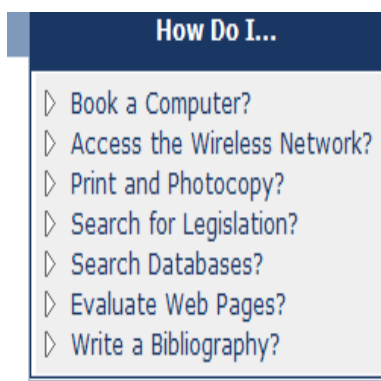 How Do I...
Book a Computer?
Access the Wireless Network?
Print and Photocopy?
Search for Legislation?
Search Databases?
Evaluate Web Pages?
Write a Bibliography?